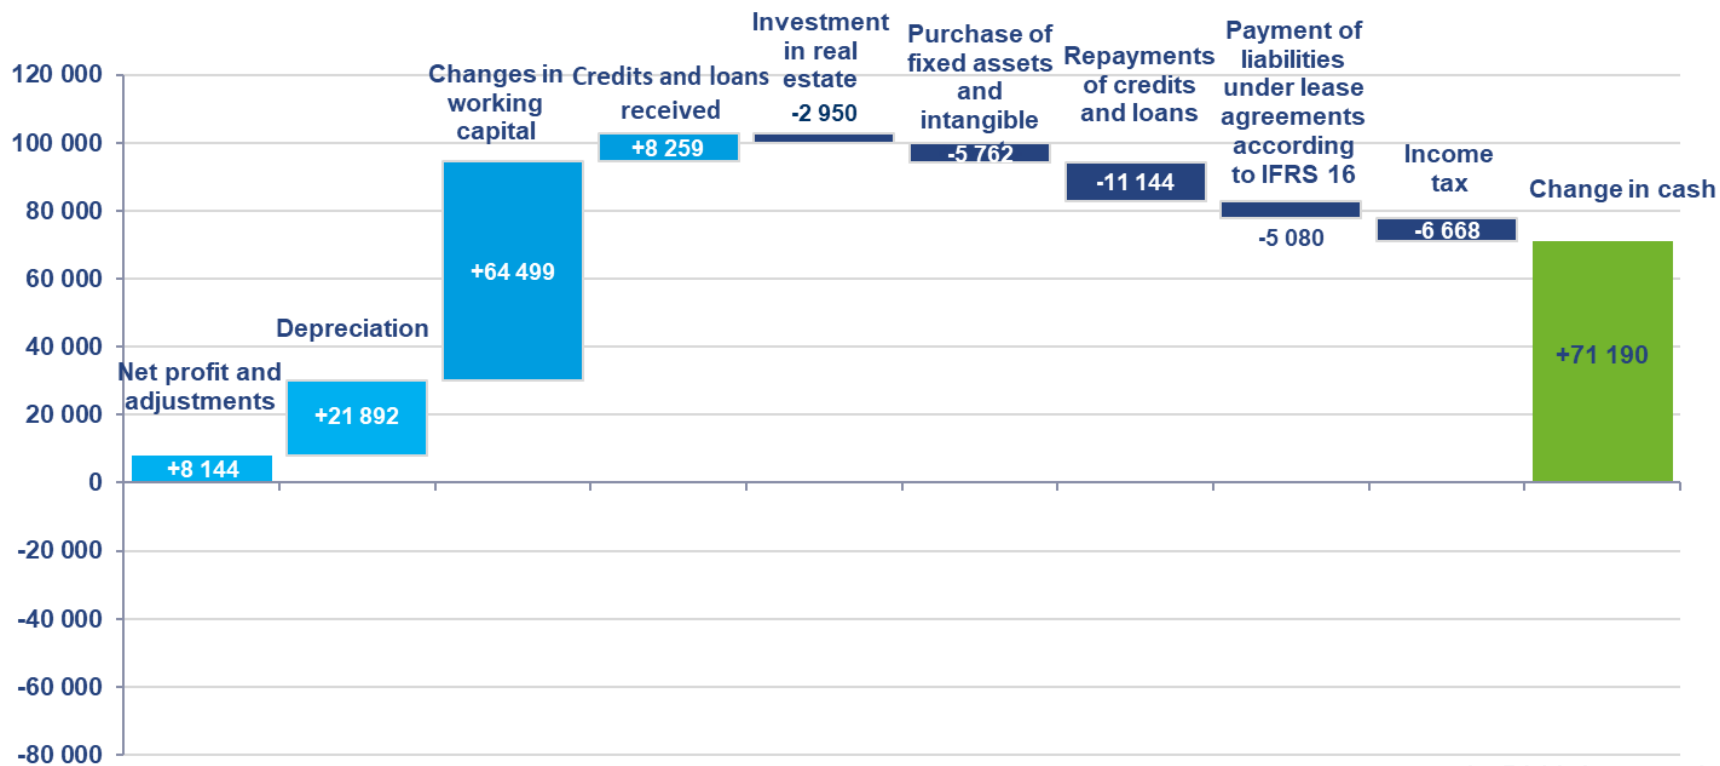 120 000
100 000
80 000
60 000
40 000
20 000
0
-20 000
-40 000
-60 000
-80 000
Net profit and
adjustments
+8 144
Depreciation
+21 892
Changes in
working
capital
+64 499
Credits and loans
received
+8 259
Investment
in real
estate
-2 950
Purchase of
fixed assets
and
intangible
-5 762
Repayments
of credits
and loans
-11 144
Payment of
liabilities
under lease
agreements
according
to IFRS 16
-5 080
Income
tax
-6 668
Change in cash
+71 190